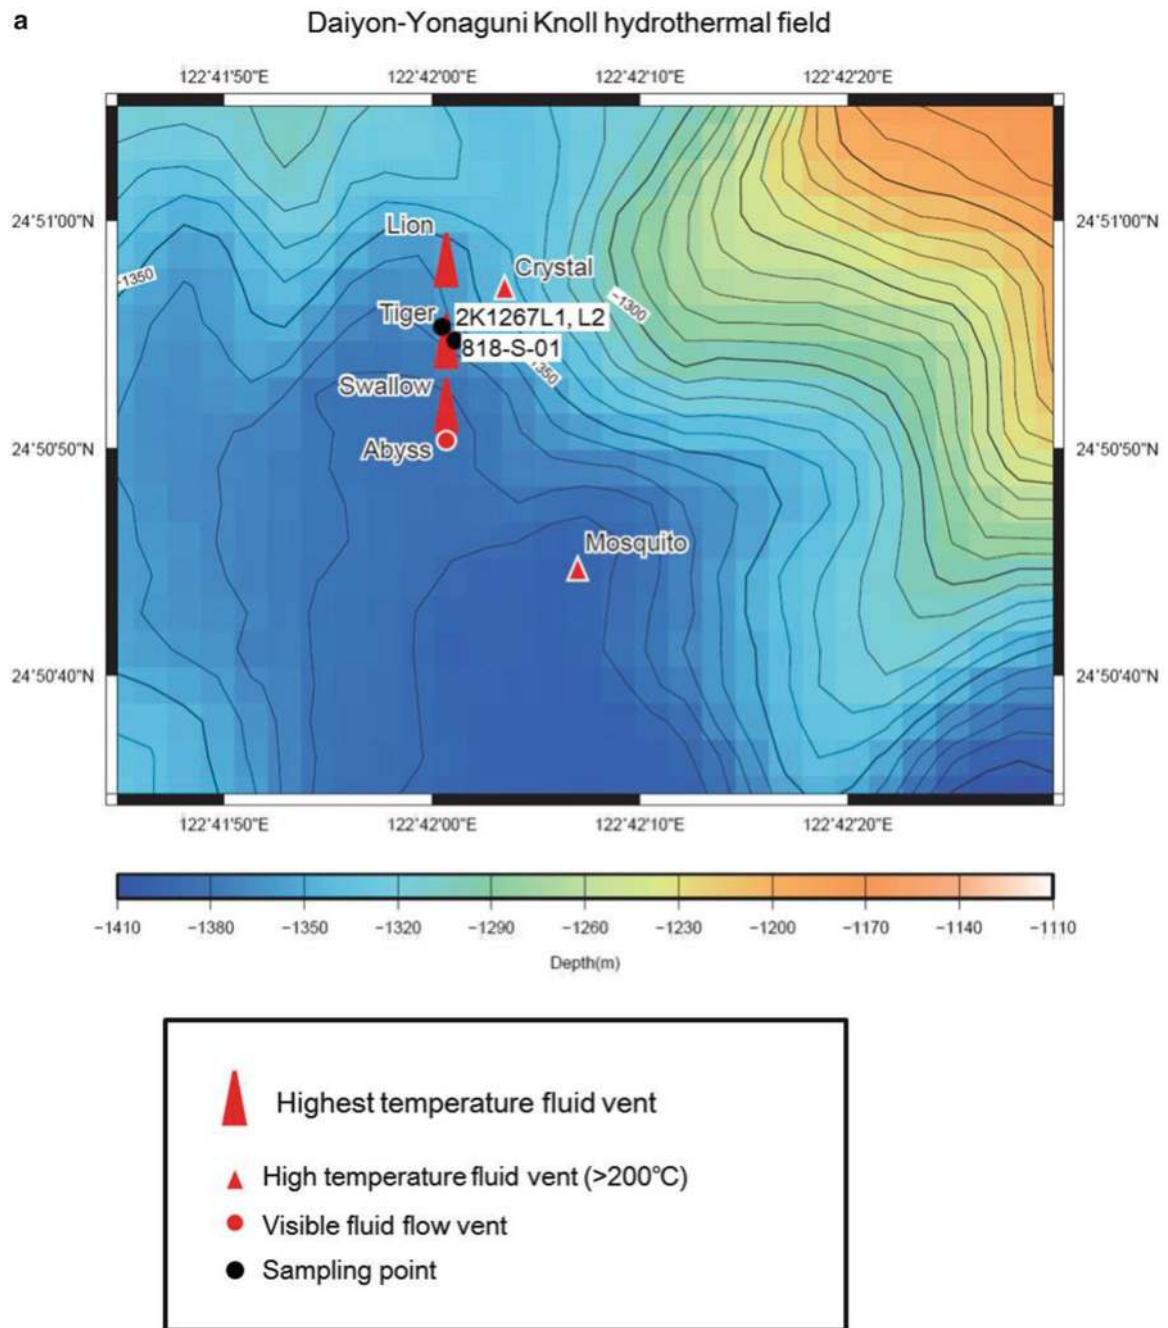 a
Daiyon-Yonaguni Knoll hydrothermal field
122°41'50"E 122°42'00"E 122°42'10"E 122°42'20"E
24°51'00"N 24°51'00"N
Lion
Crystal
-1350
-1300
Tiger 2K1267L1, L2
818-S-01
1350
Swallow
24°50'50"N 24°50'50"N
Abyss
Mosquito
24°50'40"N 24°50'40"N
122°41'50"E 122°42'00"E 122°42'10"E 122°42'20"E
-1410 -1380 -1350 -1320 -1290 -1260 -1230 -1200 -1170 -1140 -1110
Depth(m)
Highest temperature fluid vent
High temperature fluid vent (>200°C)
Visible fluid flow vent
Sampling point